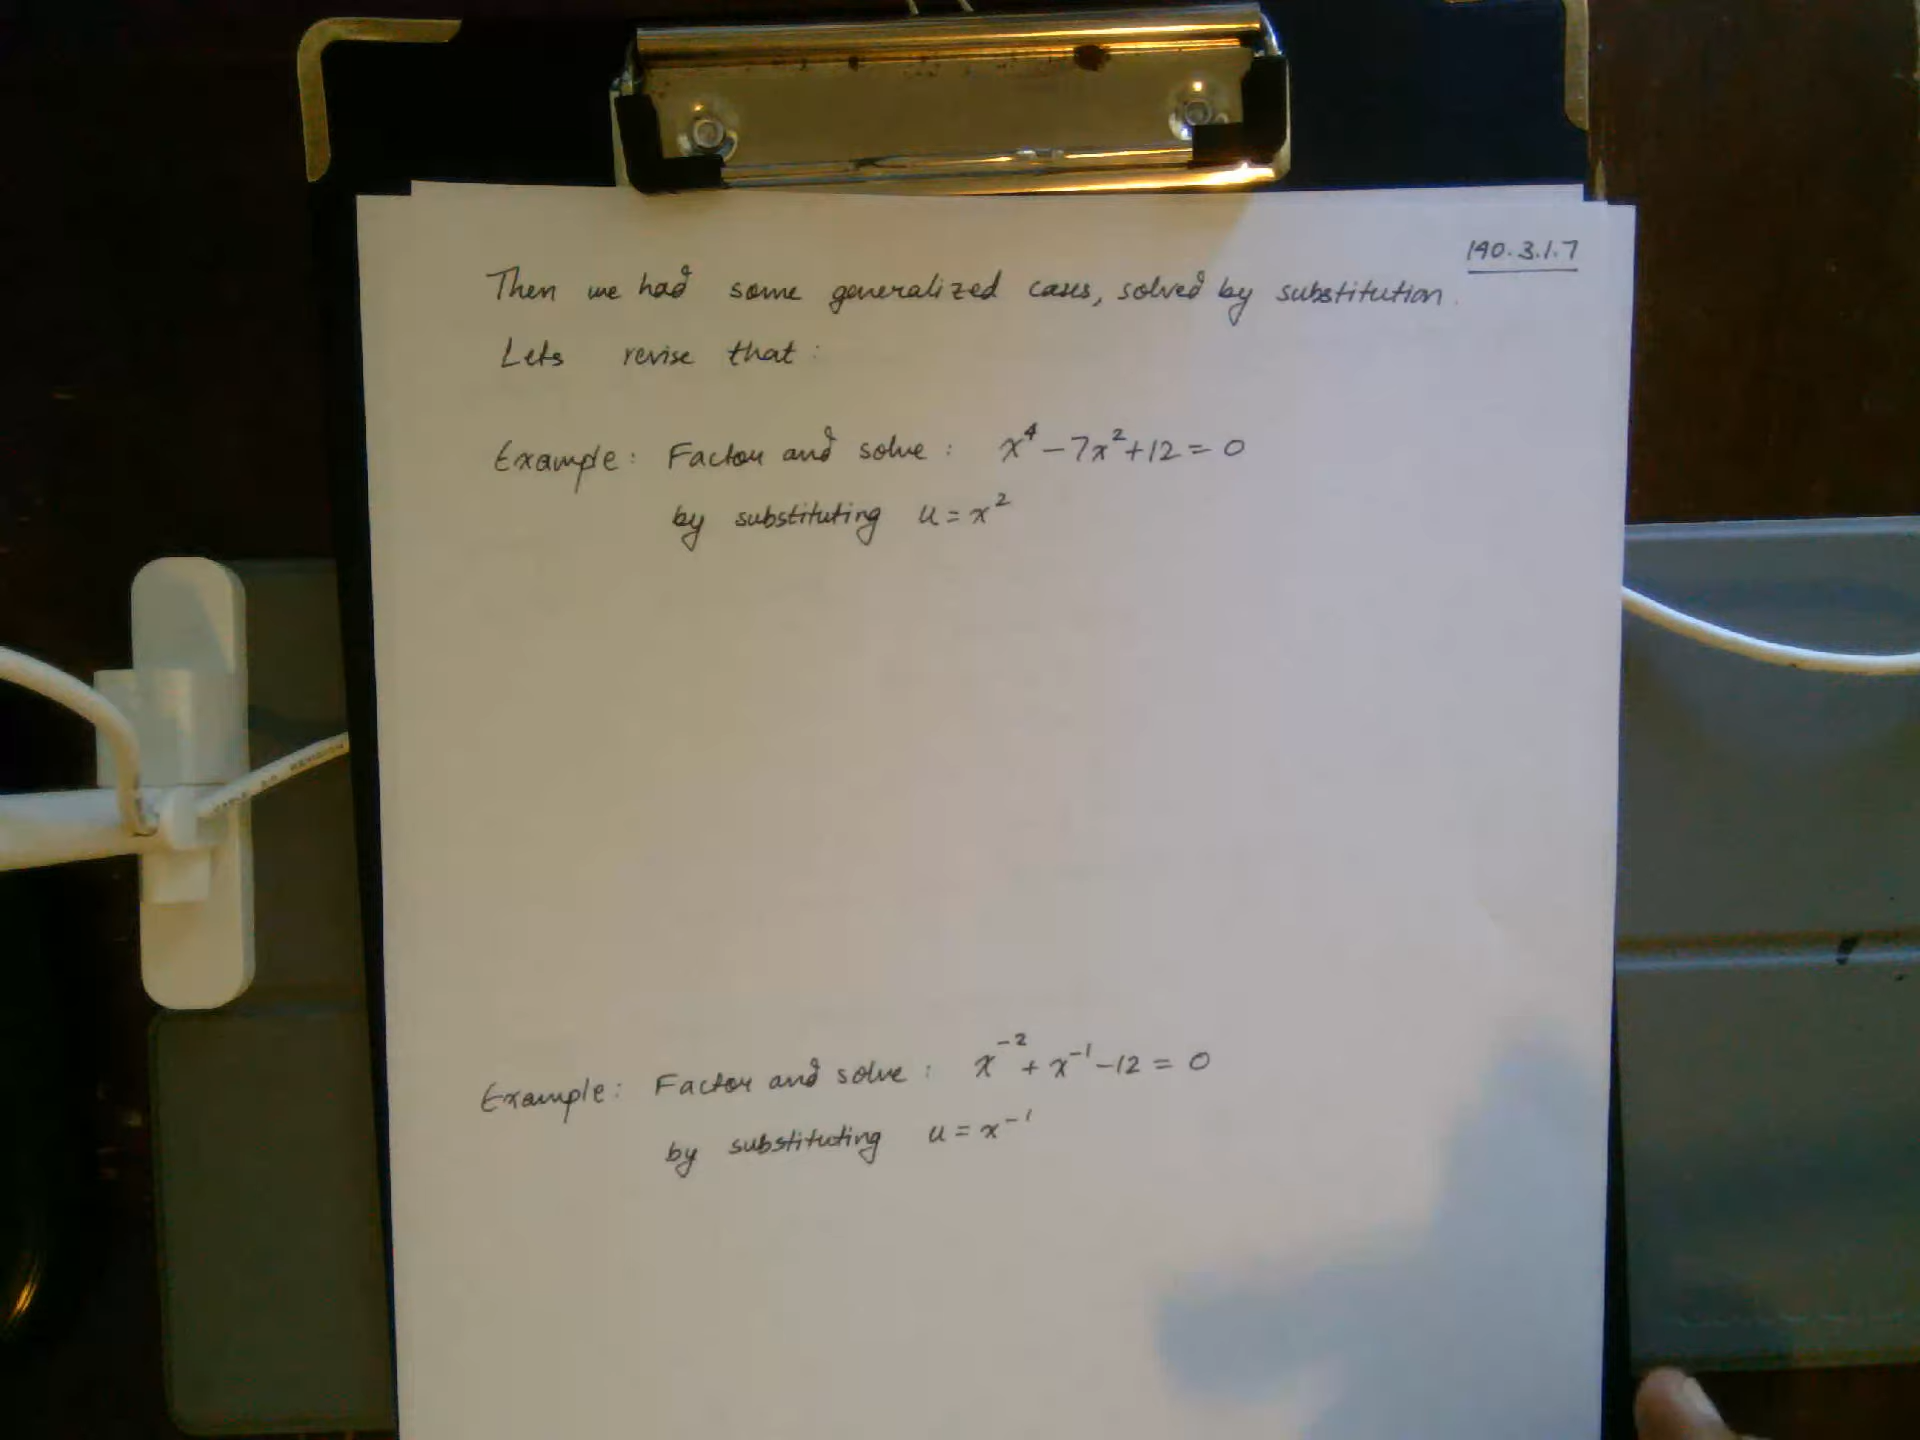 140.3.1.7
Then we had some generalized cases, solved by substitution.
Lets revise that :
Example : Factor and solve : x⁴ − 7x² + 12 = 0
by substituting u = x²
Example : Factor and solve : x⁻² + x⁻¹ − 12 = 0
by substituting u = x⁻¹